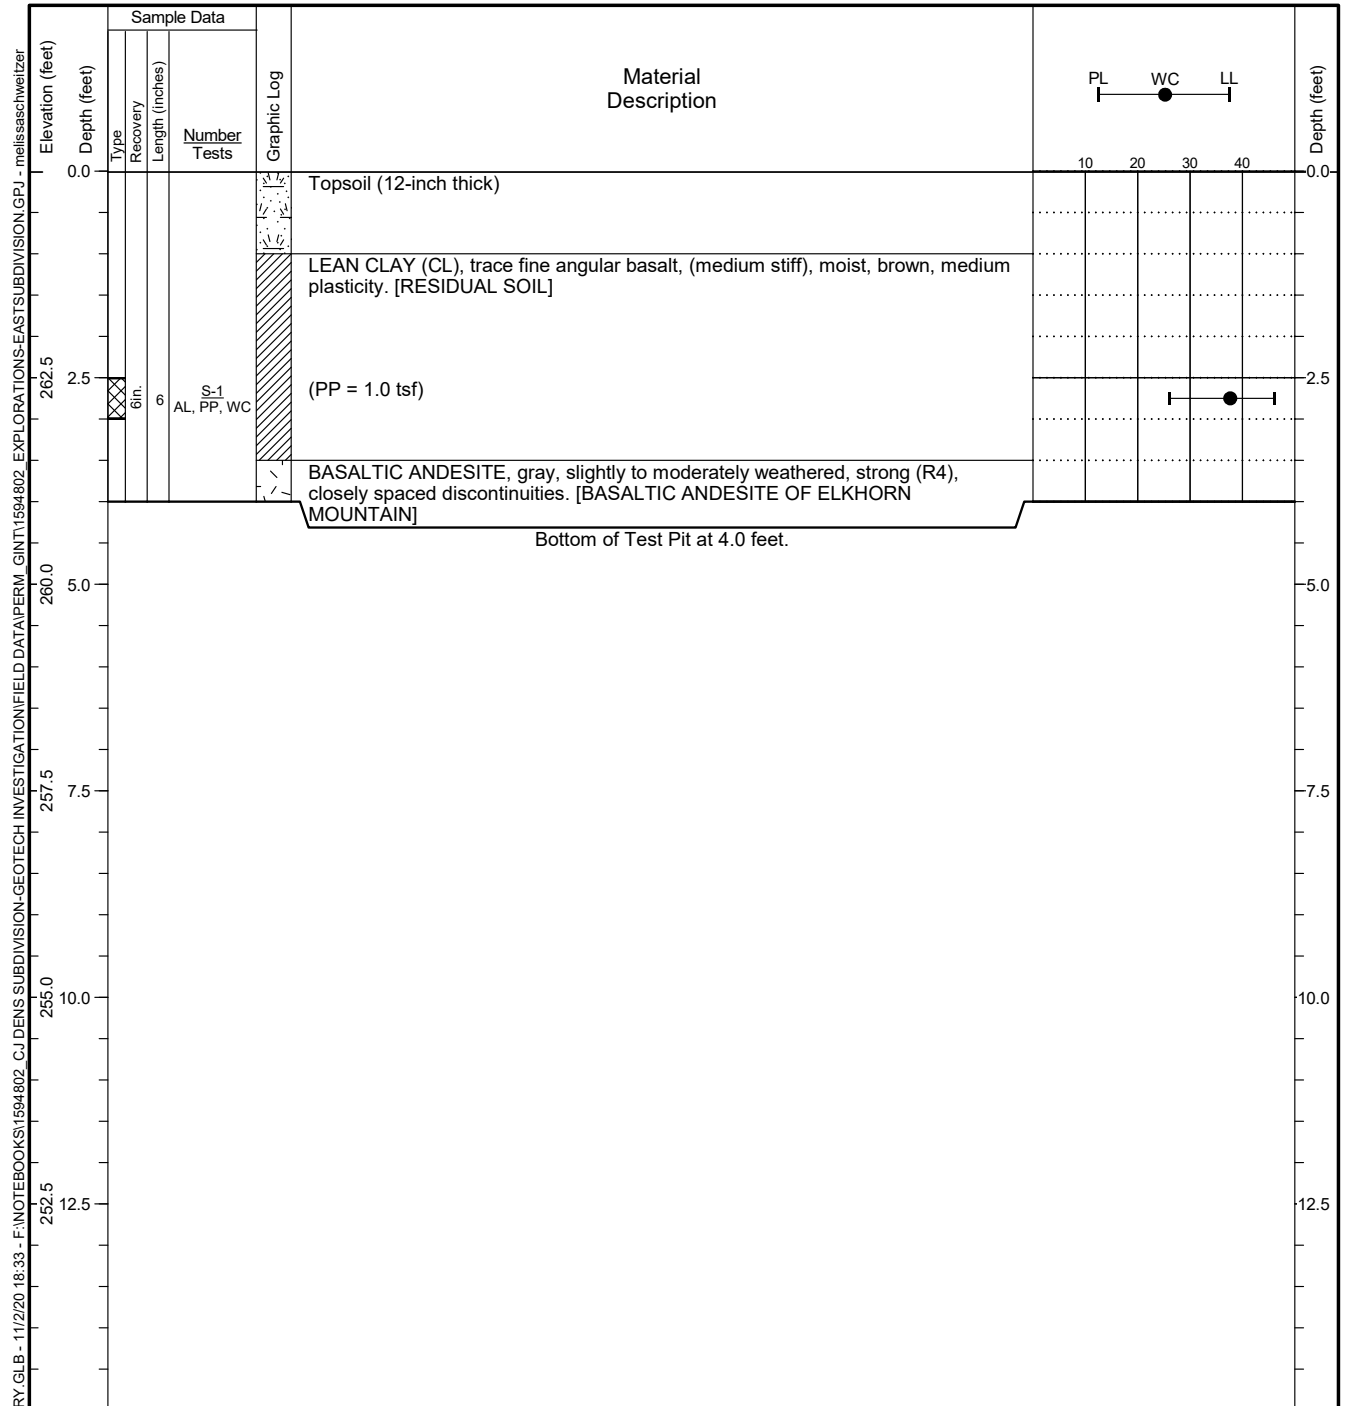 Sample Data
Elevation (feet)
Depth (feet)
Type
Recovery
Length (inches)
Number
Tests
Graphic Log
Material
Description
PL WC LL
Depth (feet)
10 20 30 40
0.0 0.0
Topsoil (12-inch thick)
LEAN CLAY (CL), trace fine angular basalt, (medium stiff), moist, brown, medium
plasticity. [RESIDUAL SOIL]
262.5 2.5 2.5
6in. 6 S-1
AL, PP, WC
(PP = 1.0 tsf)
BASALTIC ANDESITE, gray, slightly to moderately weathered, strong (R4),
closely spaced discontinuities. [BASALTIC ANDESITE OF ELKHORN
MOUNTAIN]
Bottom of Test Pit at 4.0 feet.
260.0 5.0 5.0
257.5 7.5 7.5
255.0 10.0 10.0
252.5 12.5 12.5
RY.GLB - 11/2/20 18:33 - F:\NOTEBOOKS\1594802_CJ DENS SUBDIVISION-GEOTECH INVESTIGATION\FIELD DATA\PERM_GINT\1594802_EXPLORATIONS-EASTSUBDIVISION.GPJ - melissaschweitzer